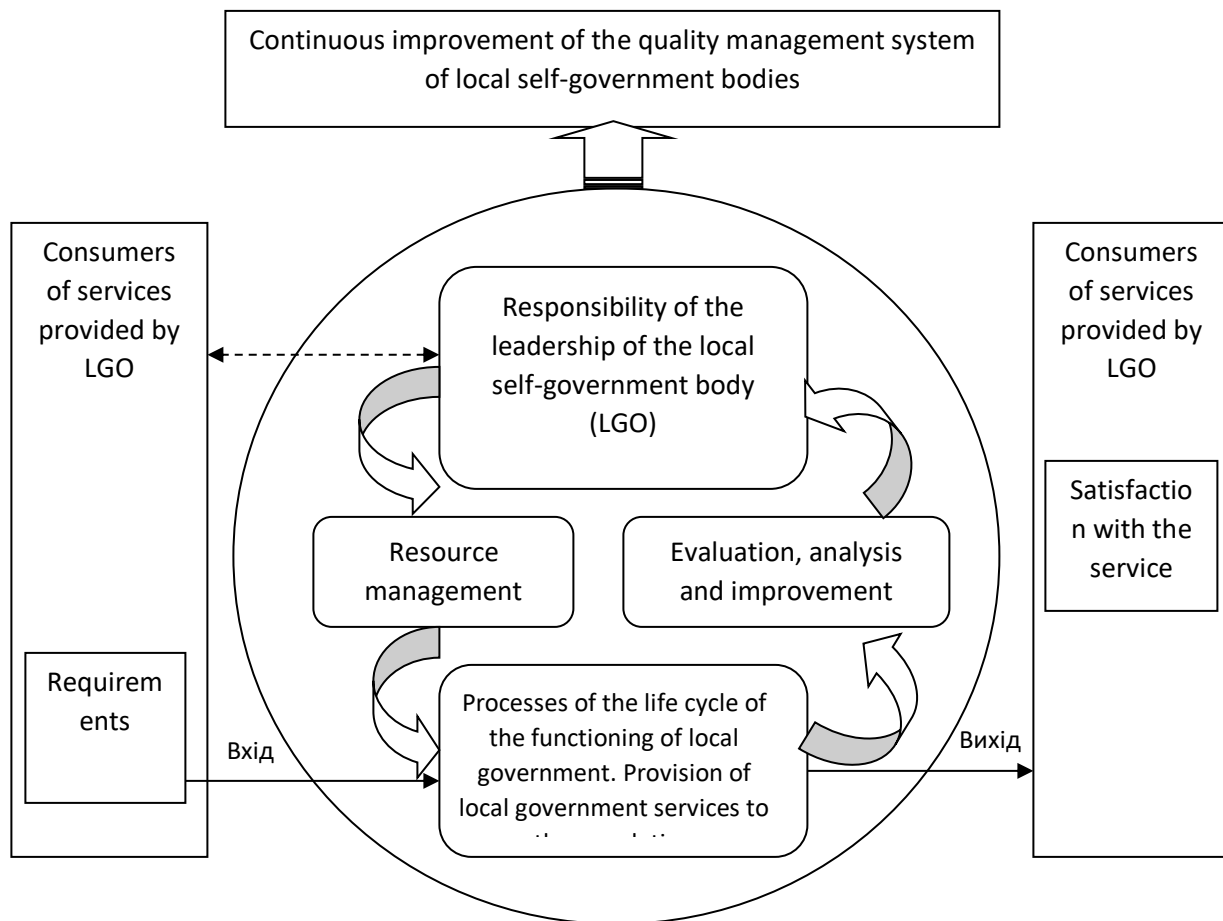 Continuous improvement of the quality management system
of local self-government bodies
Consumers
of services
provided by
LGO
Requirem
ents
Вхід
Responsibility of the
leadership of the local
self-government body
(LGO)
Resource
management
Evaluation, analysis
and improvement
Processes of the life cycle of
the functioning of local
government. Provision of
local government services to
Вихід
Consumers
of services
provided by
LGO
Satisfactio
n with the
service